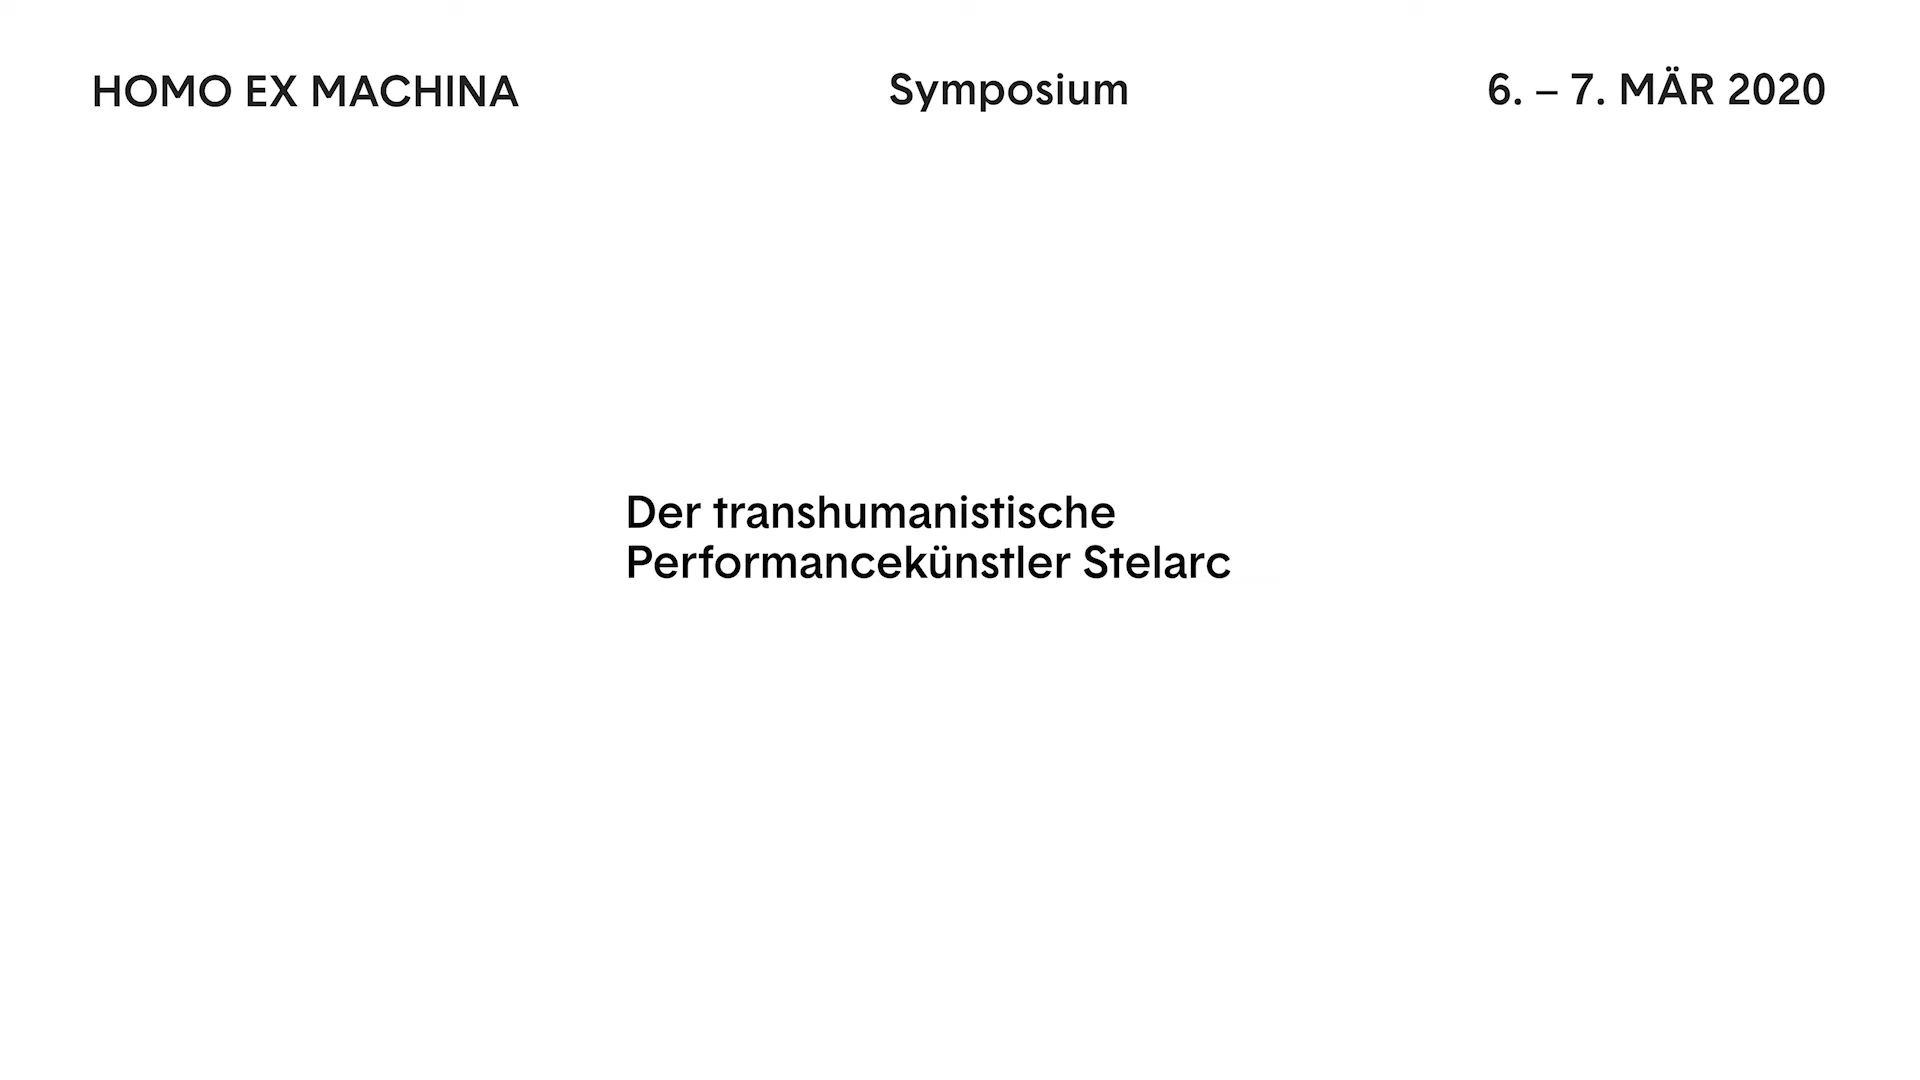 HOMO EX MACHINA
Symposium
6. – 7. MÄR 2020
Der transhumanistische
Performancekünstler Stelarc